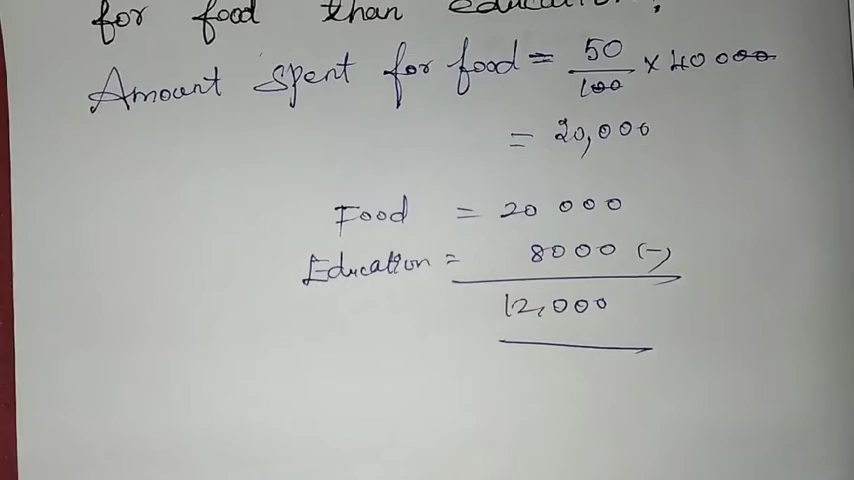 for food than education?
Amount spent for food = 50/100 × 40000
= 20,000
Food = 20 000
Education = 8000 (-)
12,000